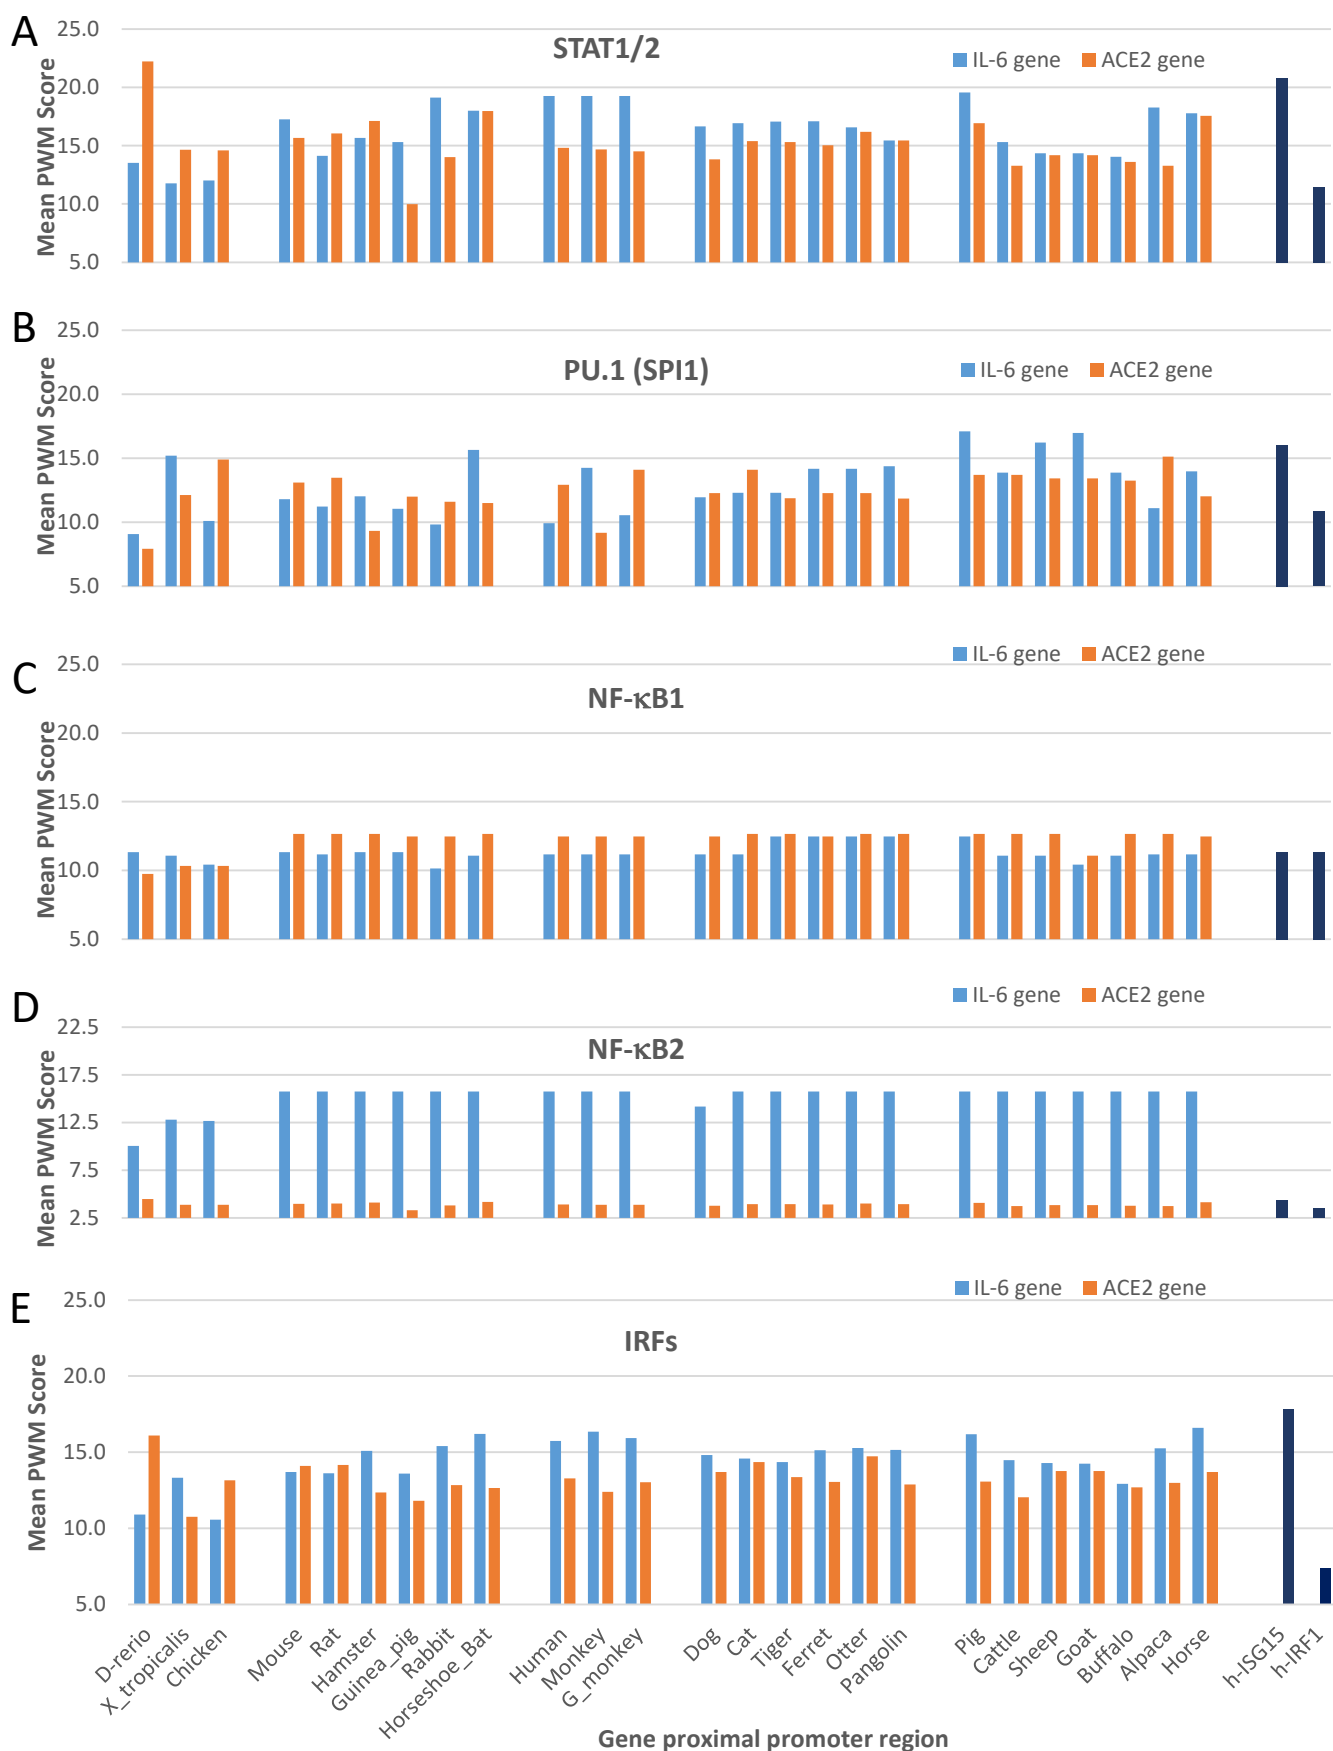 A
25.0
20.0
15.0
10.0
5.0
Mean PWM Score
STAT1/2
IL-6 gene ACE2 gene
B
25.0
20.0
15.0
10.0
5.0
Mean PWM Score
PU.1 (SPI1)
IL-6 gene ACE2 gene
C
25.0
20.0
15.0
10.0
5.0
Mean PWM Score
NF-κB1
IL-6 gene ACE2 gene
D
22.5
17.5
12.5
7.5
2.5
Mean PWM Score
NF-κB2
IL-6 gene ACE2 gene
E
25.0
20.0
15.0
10.0
5.0
Mean PWM Score
IRFs
IL-6 gene ACE2 gene
D-rerio
X_tropicalis
Chicken
Mouse
Rat
Hamster
Guinea_pig
Rabbit
Horseshoe_Bat
Human
Monkey
G_monkey
Dog
Cat
Tiger
Ferret
Otter
Pangolin
Pig
Cattle
Sheep
Goat
Buffalo
Alpaca
Horse
h-ISG15
h-IRF1
Gene proximal promoter region